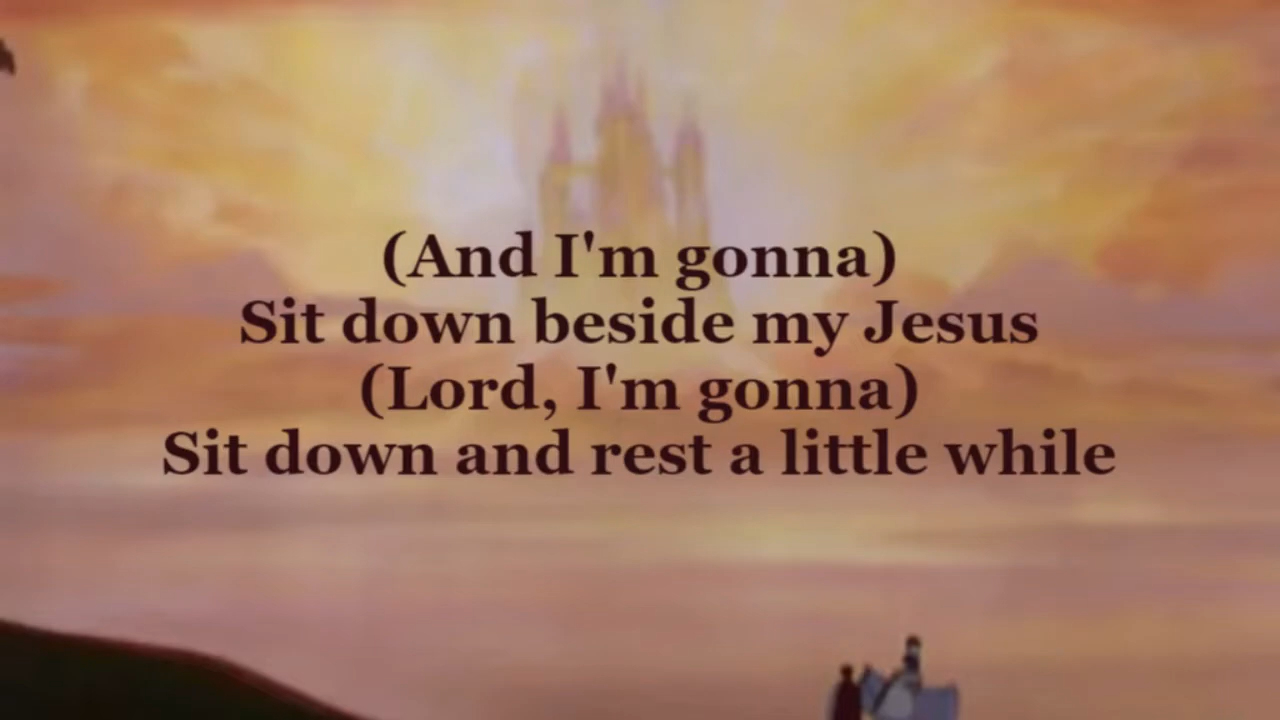 (And I'm gonna)
Sit down beside my Jesus
(Lord, I'm gonna)
Sit down and rest a little while